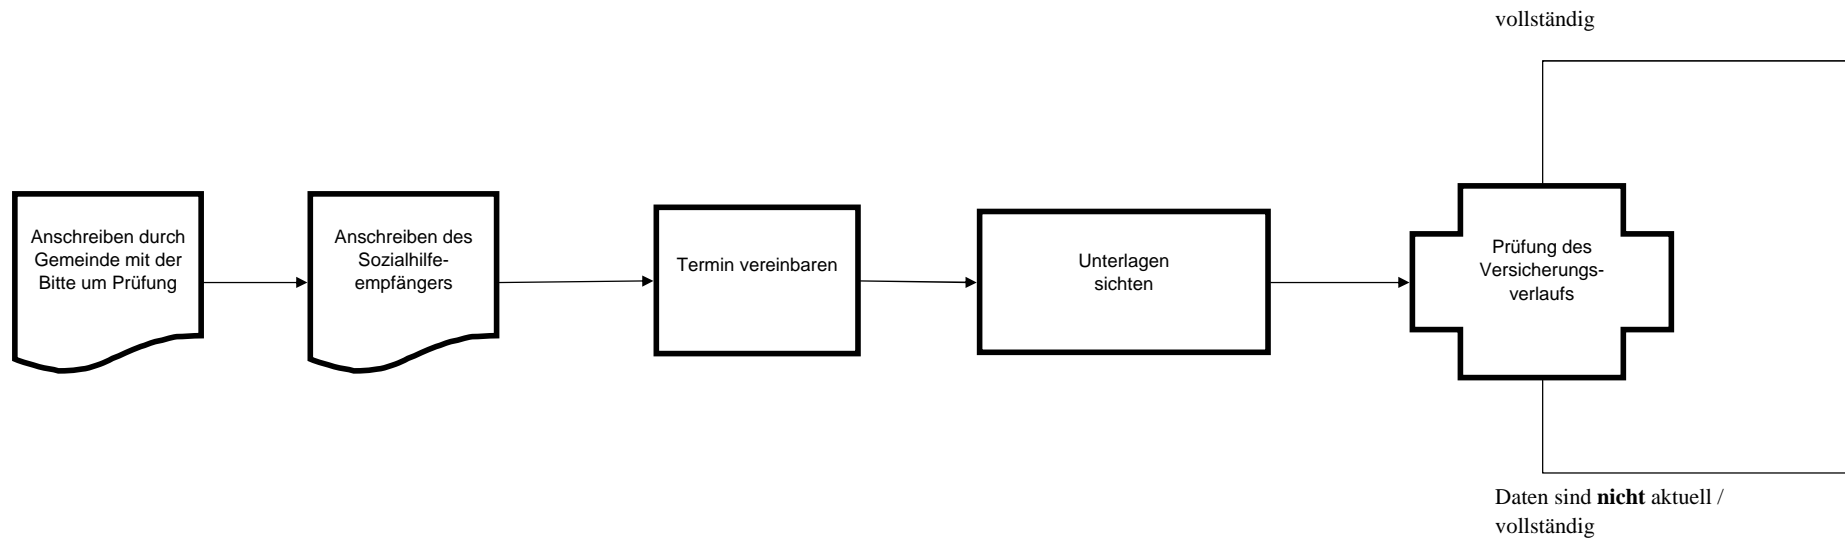 vollständig
Anschreiben durch
Gemeinde mit der
Bitte um Prüfung
Anschreiben des
Sozialhilfe-
empfängers
Termin vereinbaren
Unterlagen
sichten
Prüfung des
Versicherungs-
verlaufs
Daten sind nicht aktuell /
vollständig